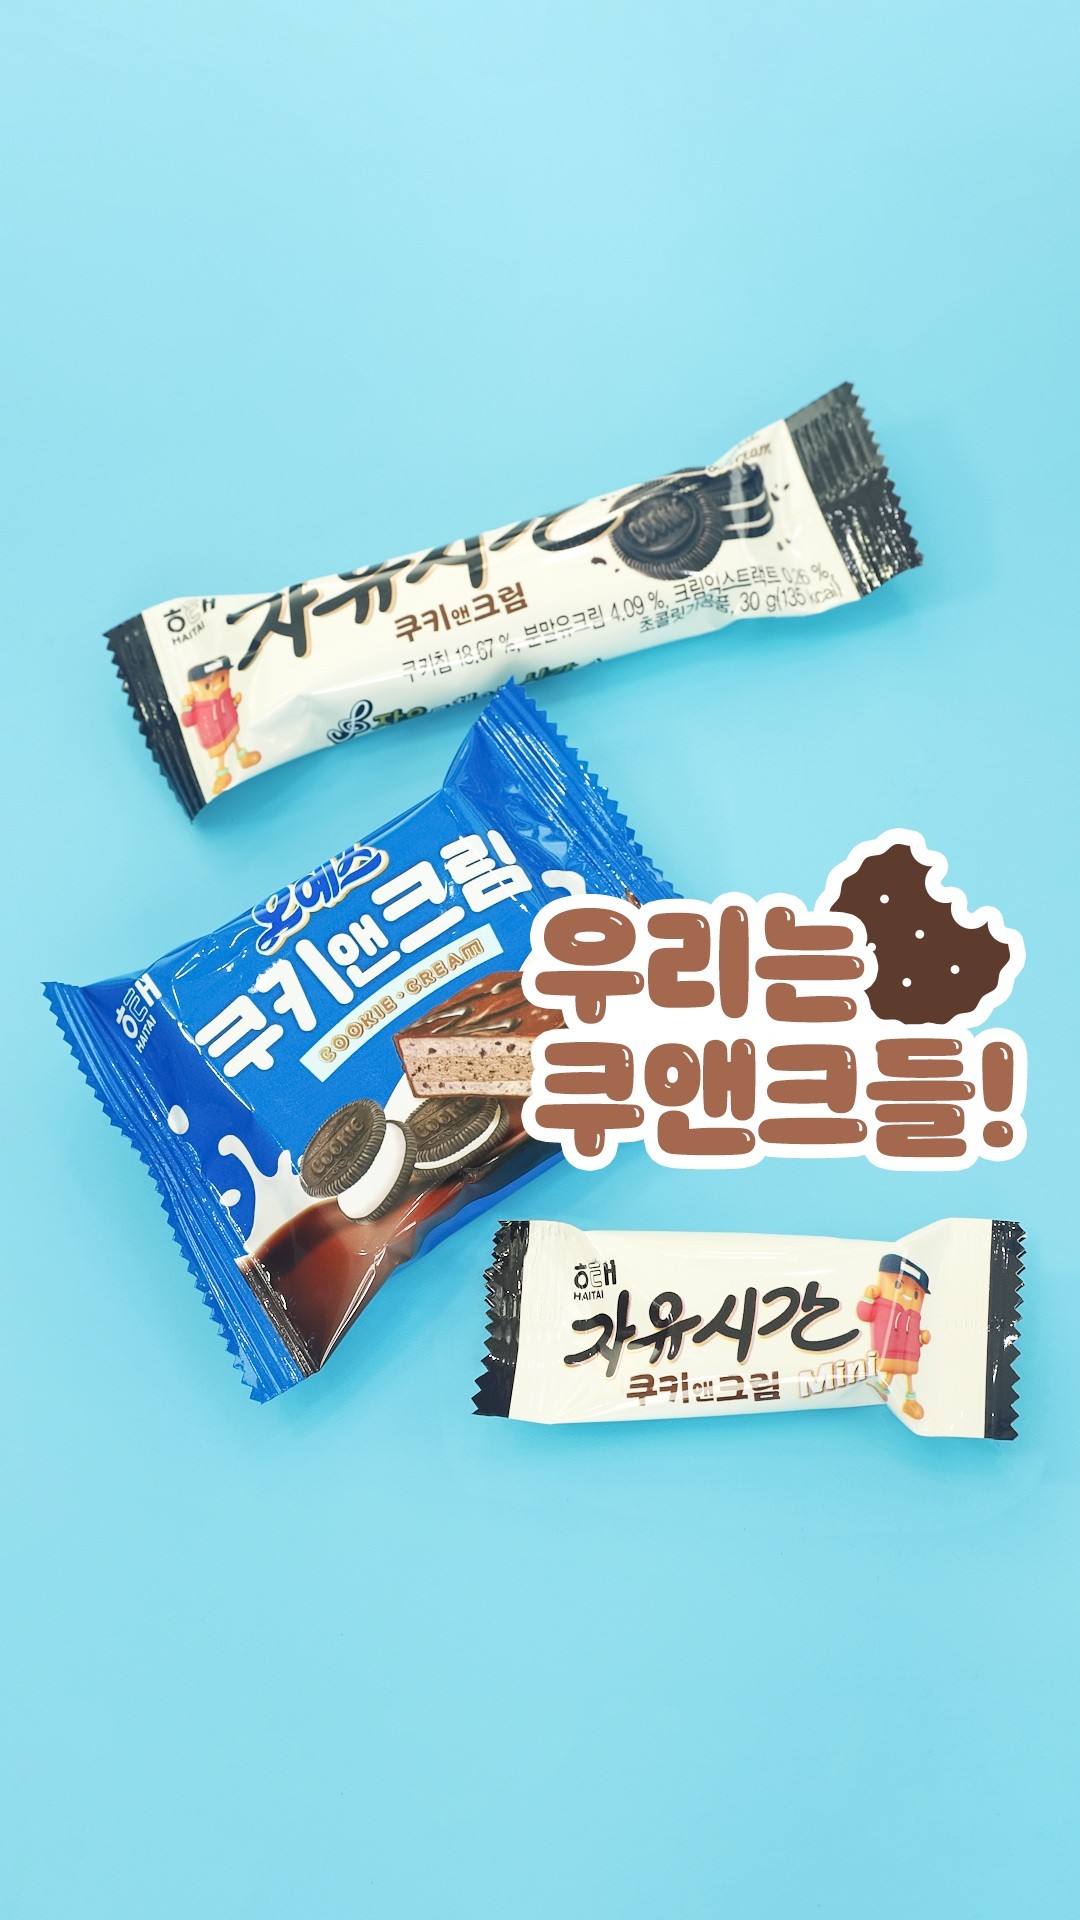 해태
HAITAI
자유시간
쿠키앤크림
쿠키칩 18.67 %, 분말유크림 4.09 %, 크림익스트랙트 0.26 %
초콜릿가공품, 30 g(135 kcal)
COOKIE
해태
HAITAI
오예스
쿠키앤크림
COOKIE·CREAM
COOKIE
COOKIE
우리는
쿠앤크들!
해태
HAITAI
자유시간
쿠키앤크림 Mini